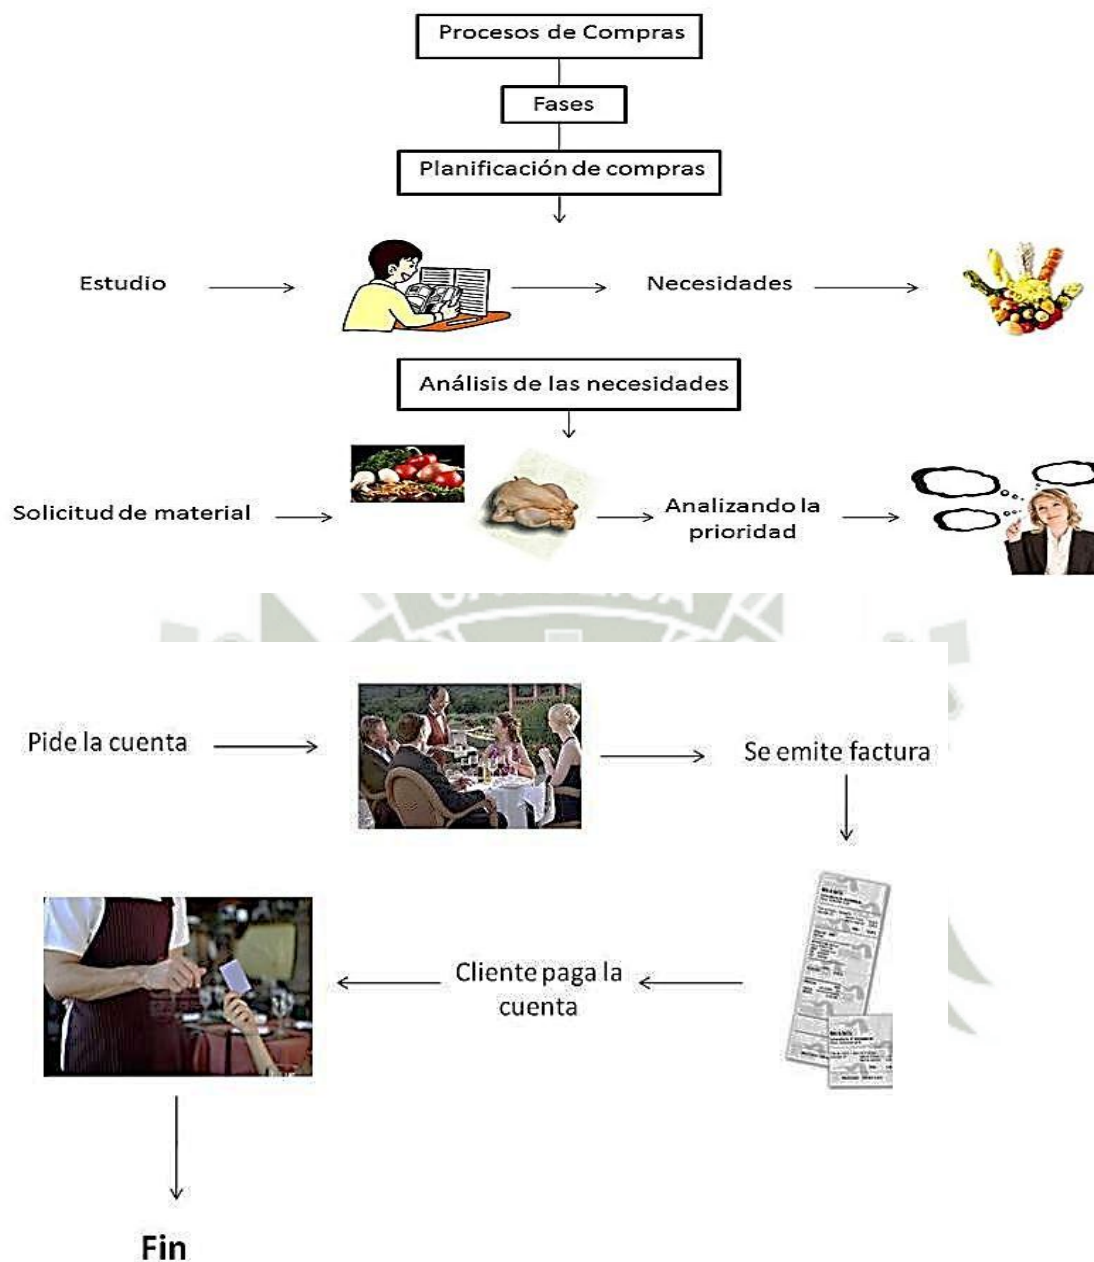 Procesos de Compras
Fases
Planificación de compras
Estudio
Necesidades
Análisis de las necesidades
Solicitud de material
Analizando la
prioridad
Pide la cuenta
Se emite factura
Cliente paga la
cuenta
Fin